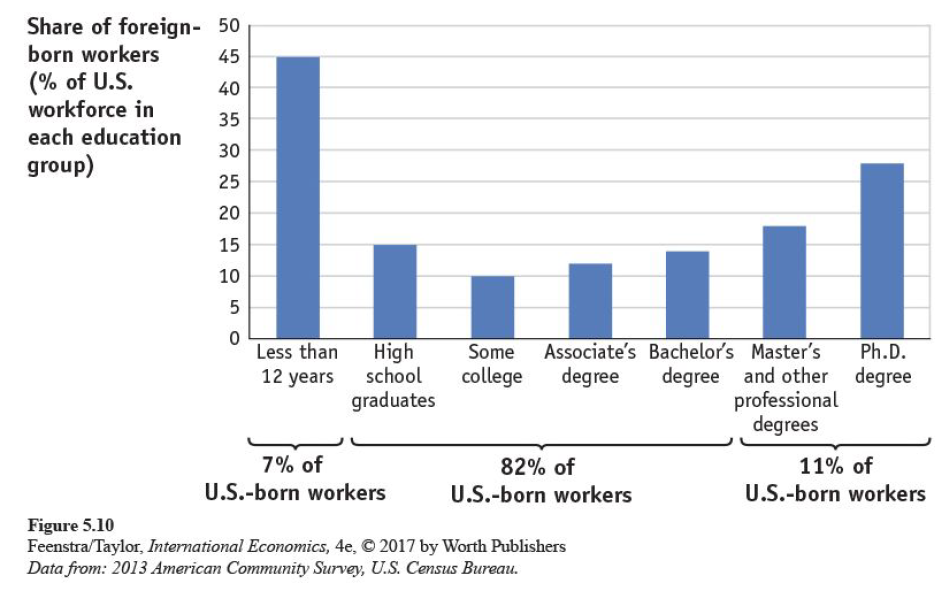 Share of foreign-
born workers
(% of U.S.
workforce in
each education
group)
50
45
40
35
30
25
20
15
10
5
0
Less than
12 years
High
school
graduates
Some
college
Associate's
degree
Bachelor's
degree
Master's
and other
professional
degrees
Ph.D.
degree
7% of
U.S.-born workers
82% of
U.S.-born workers
11% of
U.S.-born workers
Figure 5.10
Feenstra/Taylor, International Economics, 4e, © 2017 by Worth Publishers
Data from: 2013 American Community Survey, U.S. Census Bureau.